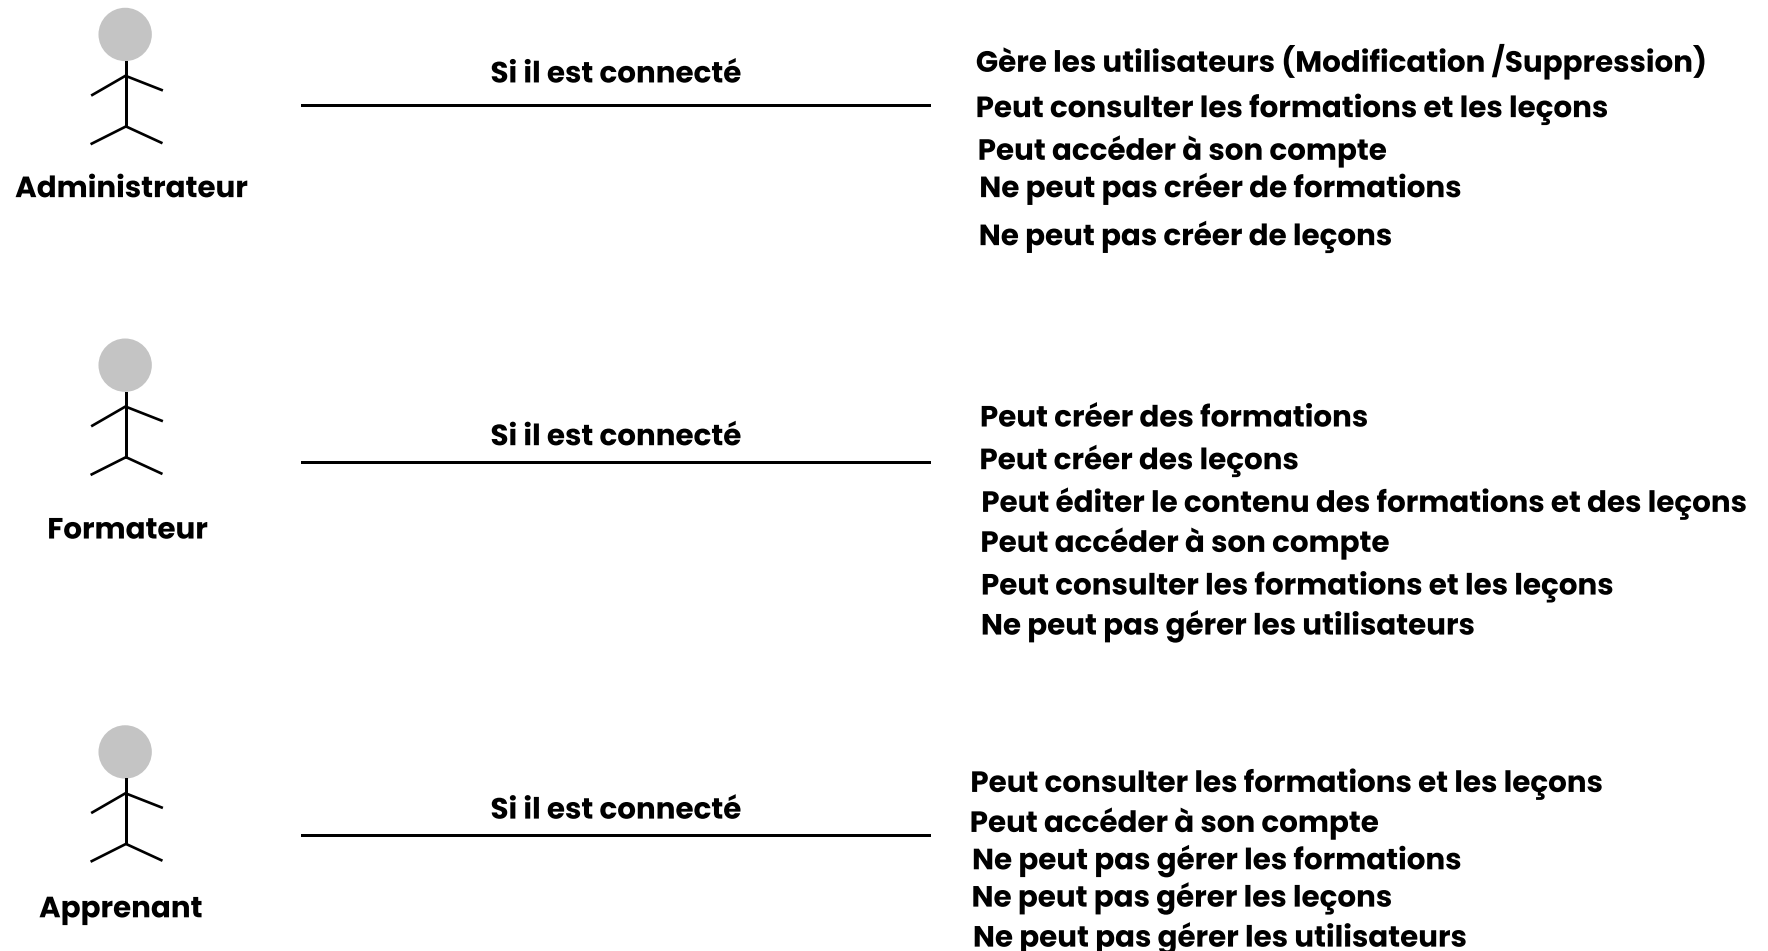 Si il est connecté
Gère les utilisateurs (Modification /Suppression)
Peut consulter les formations et les leçons
Peut accéder à son compte
Ne peut pas créer de formations
Ne peut pas créer de leçons
Administrateur
Si il est connecté
Peut créer des formations
Peut créer des leçons
Peut éditer le contenu des formations et des leçons
Peut accéder à son compte
Peut consulter les formations et les leçons
Ne peut pas gérer les utilisateurs
Formateur
Si il est connecté
Peut consulter les formations et les leçons
Peut accéder à son compte
Ne peut pas gérer les formations
Ne peut pas gérer les leçons
Ne peut pas gérer les utilisateurs
Apprenant